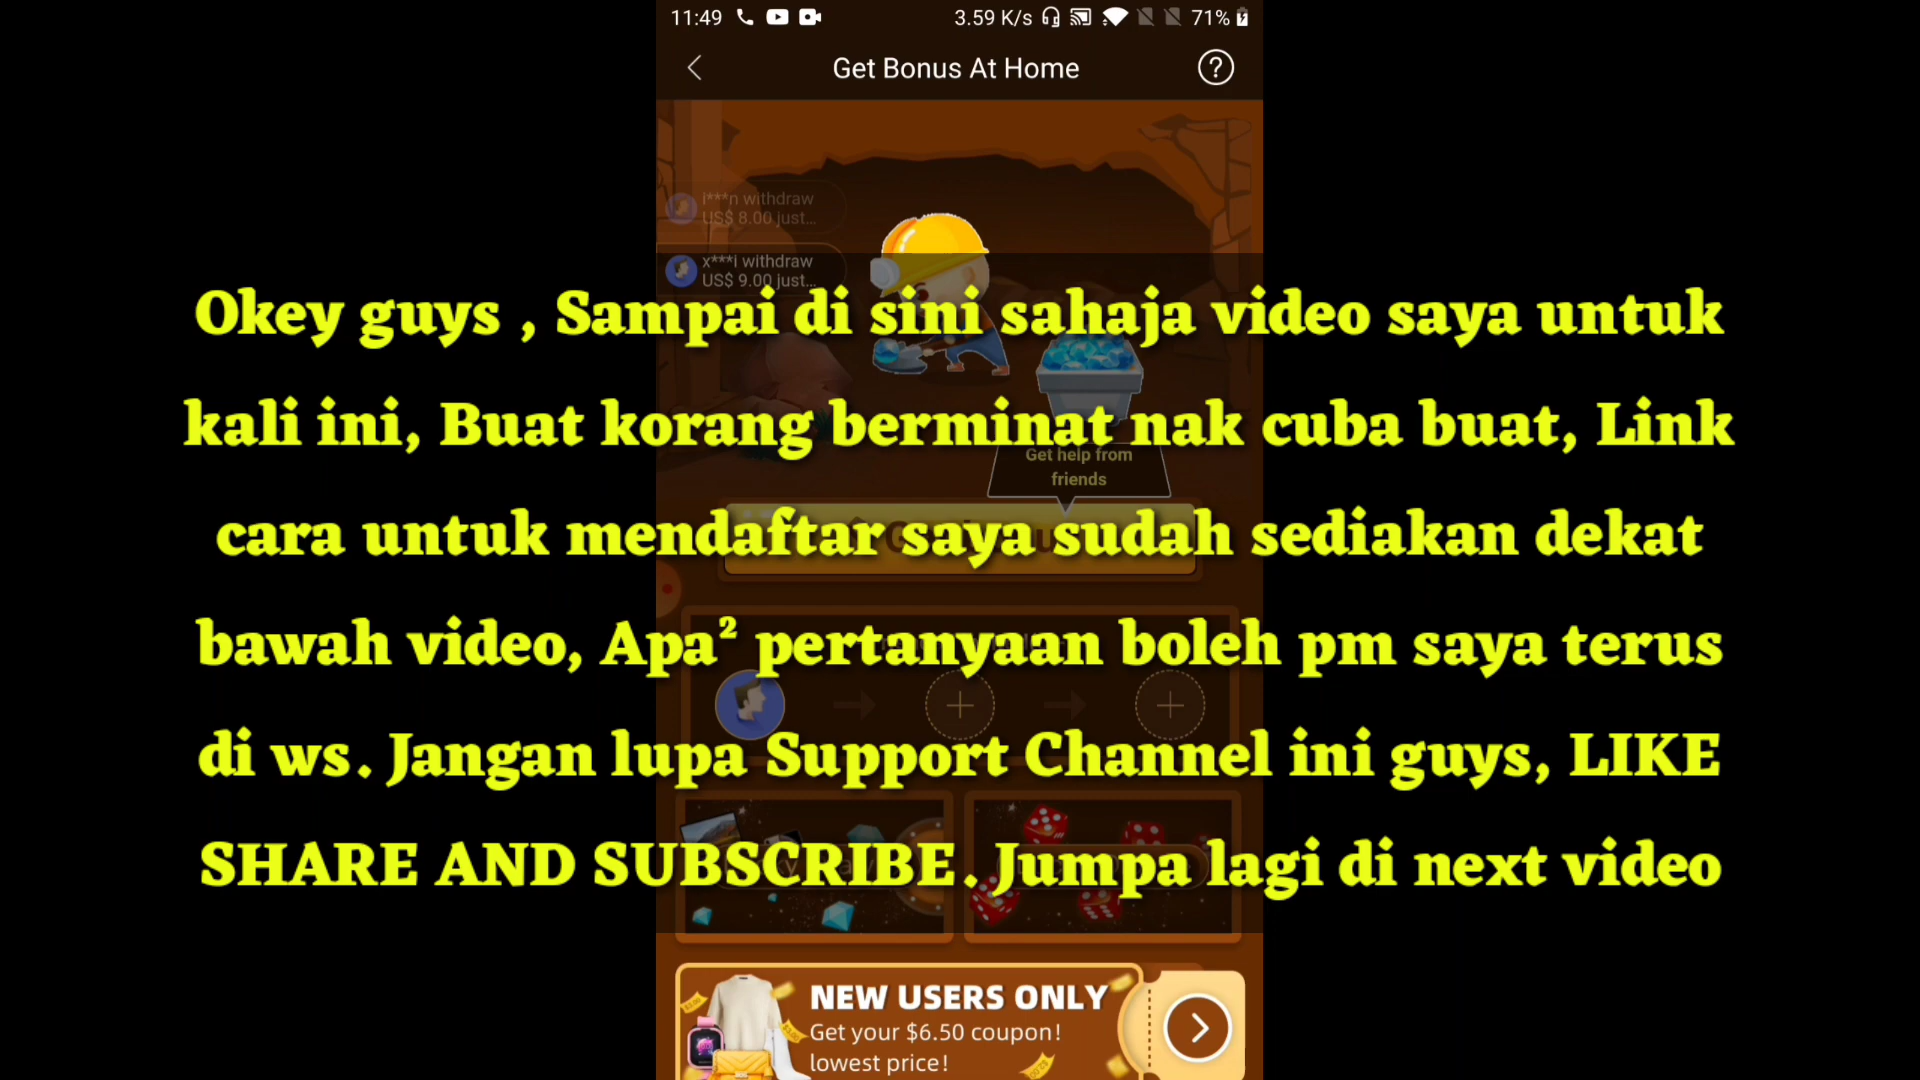 11:49
3.59 K/s
71%
Get Bonus At Home
?
i***n withdraw
US$ 8.00 just...
x***i withdraw
US$ 9.00 just...
Okey guys , Sampai di sini sahaja video saya untuk
kali ini, Buat korang berminat nak cuba buat, Link
Get help from
friends
cara untuk mendaftar saya sudah sediakan dekat
bawah video, Apa² pertanyaan boleh pm saya terus
di ws. Jangan lupa Support Channel ini guys, LIKE
SHARE AND SUBSCRIBE. Jumpa lagi di next video
NEW USERS ONLY
Get your $6.50 coupon!
lowest price!